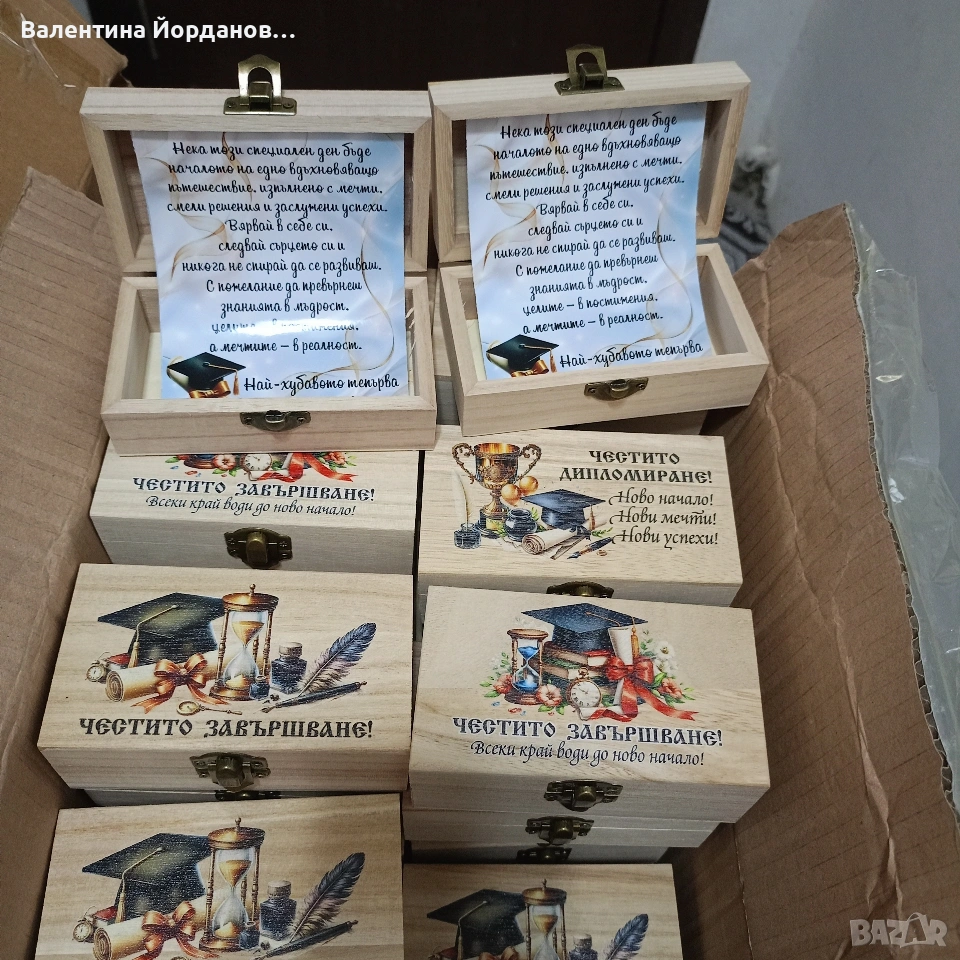 Валентина Йорданов...
Нека този специален ден бъде
началото на едно вдъхновяващо
пътешествие, изпълнено с мечти,
смели решения и заслужени успехи.
Вярвай в себе си,
следвай сърцето си и
никога не спирай да се развиваш.
С пожелание да превърнеш
знанията в мъдрост,
целите – в постижения,
а мечтите – в реалност.
Най-хубавото тепърва
Нека този специален ден бъде
началото на едно вдъхновяващо
пътешествие, изпълнено с мечти,
смели решения и заслужени успехи.
Вярвай в себе си,
следвай сърцето си и
никога не спирай да се развиваш.
С пожелание да превърнеш
знанията в мъдрост,
целите – в постижения,
а мечтите – в реалност.
Най-хубавото тепърва
ЧЕСТИТО ЗАВЪРШВАНЕ!
Всеки край води до ново начало!
ЧЕСТИТО
ДИПЛОМИРАНЕ!
Ново начало!
Нови мечти!
Нови успехи!
ЧЕСТИТО ЗАВЪРШВАНЕ!
ЧЕСТИТО ЗАВЪРШВАНЕ!
Всеки край води до ново начало!
BAZAR